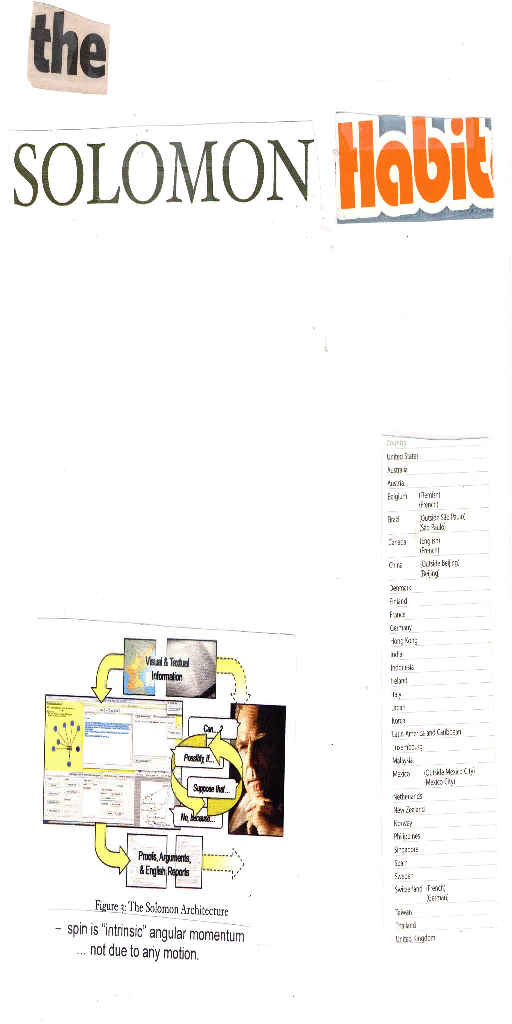 the
SOLOMON
Habit
Country
United States
Australia
Austria
Belgium (Flemish)
(French)
Brazil (Outside São Paulo)
(São Paulo)
Canada (English)
(French)
China (Outside Beijing)
(Beijing)
Denmark
Finland
France
Germany
Hong Kong
India
Indonesia
Ireland
Italy
Japan
Korea
Latin America and Caribbean
Luxembourg
Malaysia
Mexico (Outside Mexico City)
(Mexico City)
Netherlands
New Zealand
Norway
Philippines
Singapore
Spain
Sweden
Switzerland (French)
(German)
Taiwan
Thailand
United Kingdom
Visual & Textual
Information
Can...?
Possibly, if...
Suppose that...
No, because...
Proofs, Arguments,
& English Reports
Figure 3: The Solomon Architecture
– spin is "intrinsic" angular momentum
... not due to any motion.